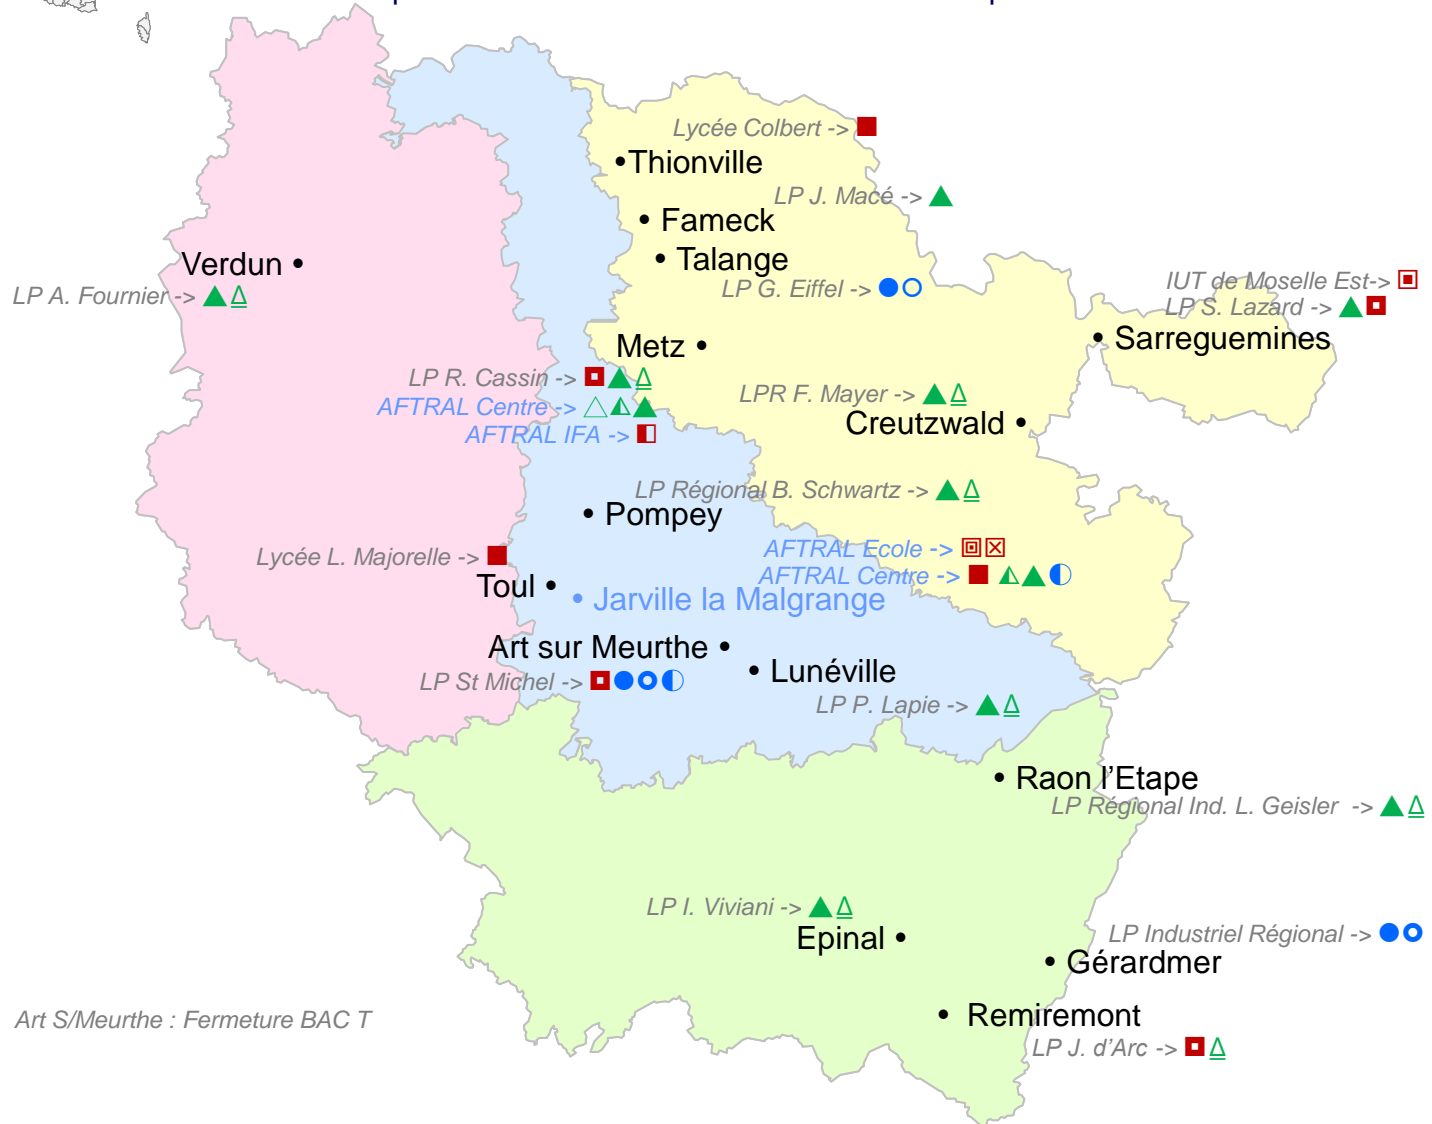 Lycée Colbert ->
•Thionville
LP J. Macé ->
• Fameck
• Talange
Verdun •
LP G. Eiffel ->
IUT de Moselle Est->
LP A. Fournier ->
LP S. Lazard ->
• Sarreguemines
Metz •
LP R. Cassin ->
LPR F. Mayer ->
AFTRAL Centre ->
Creutzwald •
AFTRAL IFA ->
LP Régional B. Schwartz ->
• Pompey
AFTRAL Ecole ->
Lycée L. Majorelle ->
AFTRAL Centre ->
Toul •
• Jarville la Malgrange
Art sur Meurthe •
• Lunéville
LP St Michel ->
LP P. Lapie ->
• Raon l'Etape
LP Régional Ind. L. Geisler ->
LP I. Viviani ->
Epinal •
LP Industriel Régional ->
• Gérardmer
• Remiremont
Art S/Meurthe : Fermeture BAC T
LP J. d'Arc ->